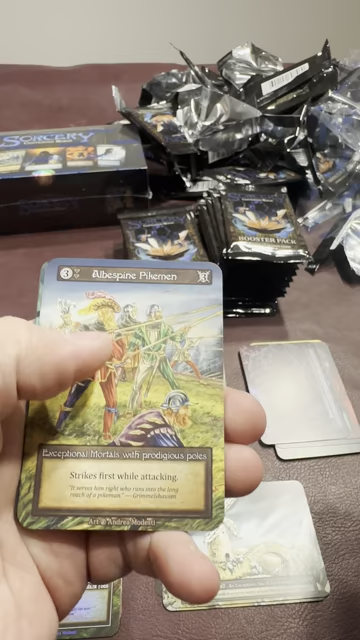 SORCERY
BOOSTER PACK
3
Albespine Pikemen
Exceptional Mortals with prodigious poles
Strikes first while attacking.
"It serves him right who runs into the long
reach of a pikeman" — Grimmelshausen
Art @ Andrea Modesti